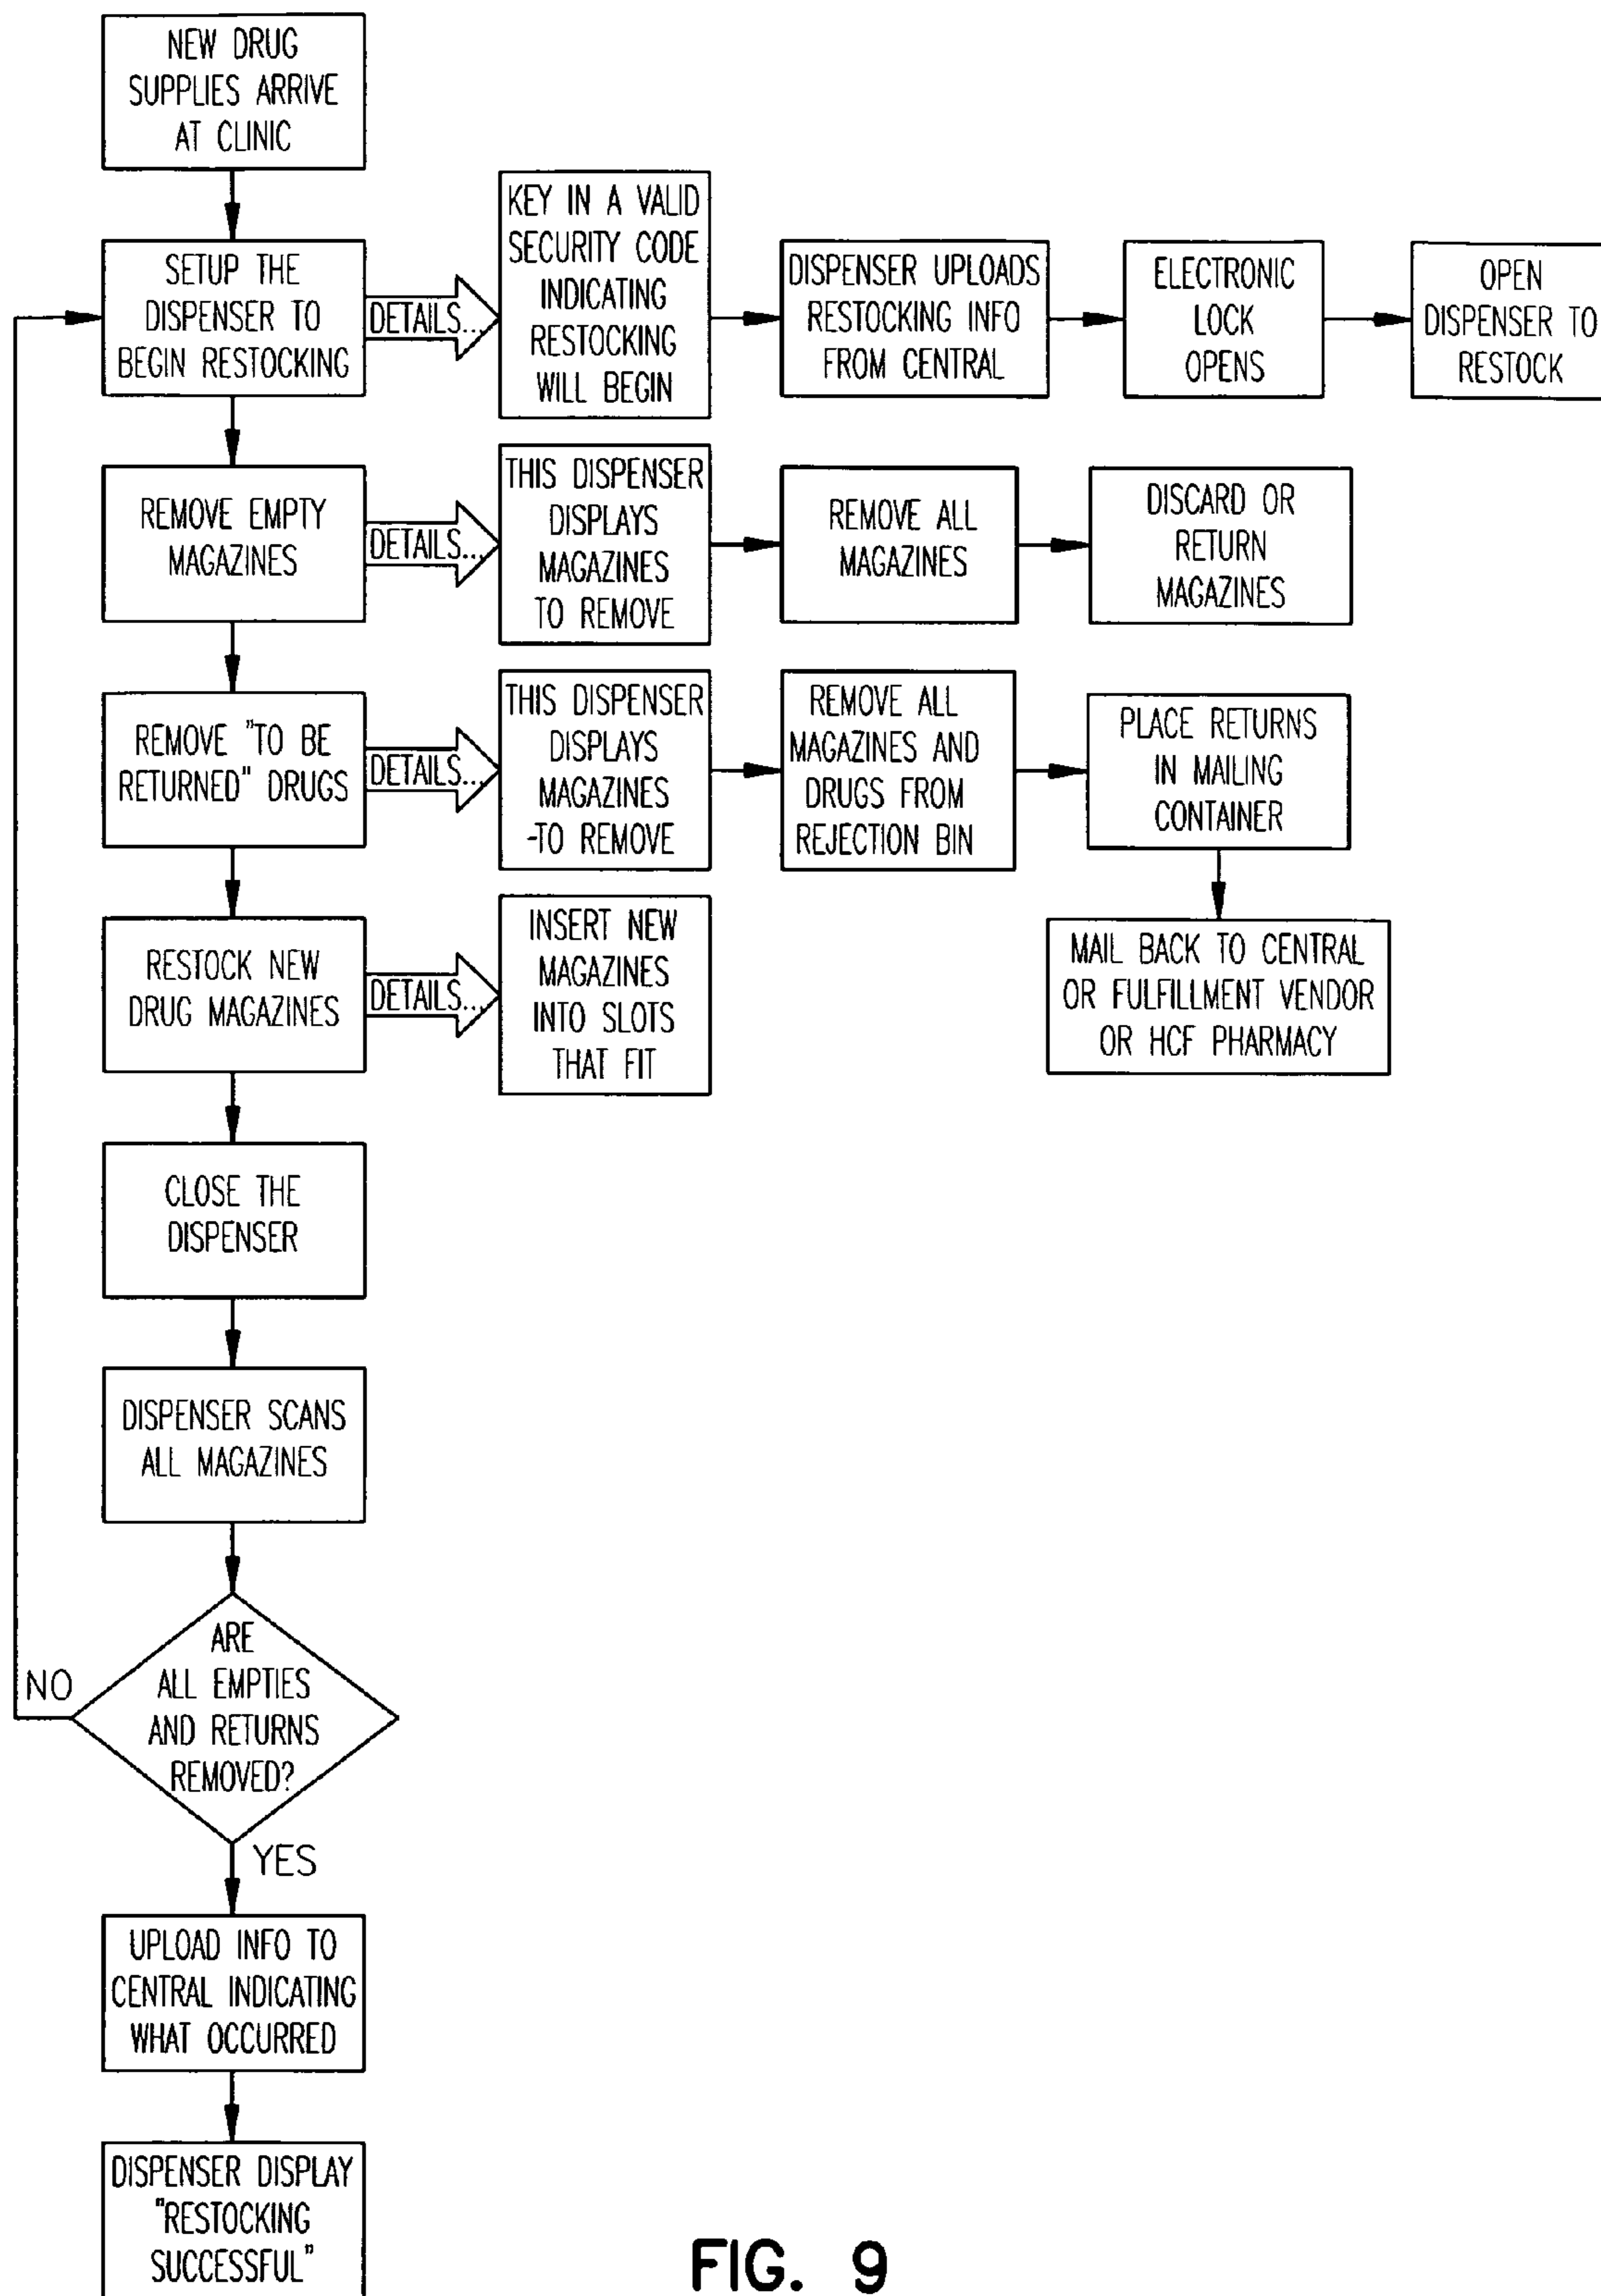 NEW DRUG
SUPPLIES ARRIVE
AT CLINIC
SETUP THE
DISPENSER TO
BEGIN RESTOCKING
DETAILS...
KEY IN A VALID
SECURITY CODE
INDICATING
RESTOCKING
WILL BEGIN
DISPENSER UPLOADS
RESTOCKING INFO
FROM CENTRAL
ELECTRONIC
LOCK
OPENS
OPEN
DISPENSER TO
RESTOCK
REMOVE EMPTY
MAGAZINES
DETAILS...
THIS DISPENSER
DISPLAYS
MAGAZINES
TO REMOVE
REMOVE ALL
MAGAZINES
DISCARD OR
RETURN
MAGAZINES
REMOVE "TO BE
RETURNED" DRUGS
DETAILS...
THIS DISPENSER
DISPLAYS
MAGAZINES
-TO REMOVE
REMOVE ALL
MAGAZINES AND
DRUGS FROM
REJECTION BIN
PLACE RETURNS
IN MAILING
CONTAINER
MAIL BACK TO CENTRAL
OR FULFILLMENT VENDOR
OR HCF PHARMACY
RESTOCK NEW
DRUG MAGAZINES
DETAILS...
INSERT NEW
MAGAZINES
INTO SLOTS
THAT FIT
CLOSE THE
DISPENSER
DISPENSER SCANS
ALL MAGAZINES
ARE
ALL EMPTIES
AND RETURNS
REMOVED?
NO
YES
UPLOAD INFO TO
CENTRAL INDICATING
WHAT OCCURRED
DISPENSER DISPLAY
"RESTOCKING
SUCCESSFUL"
FIG. 9